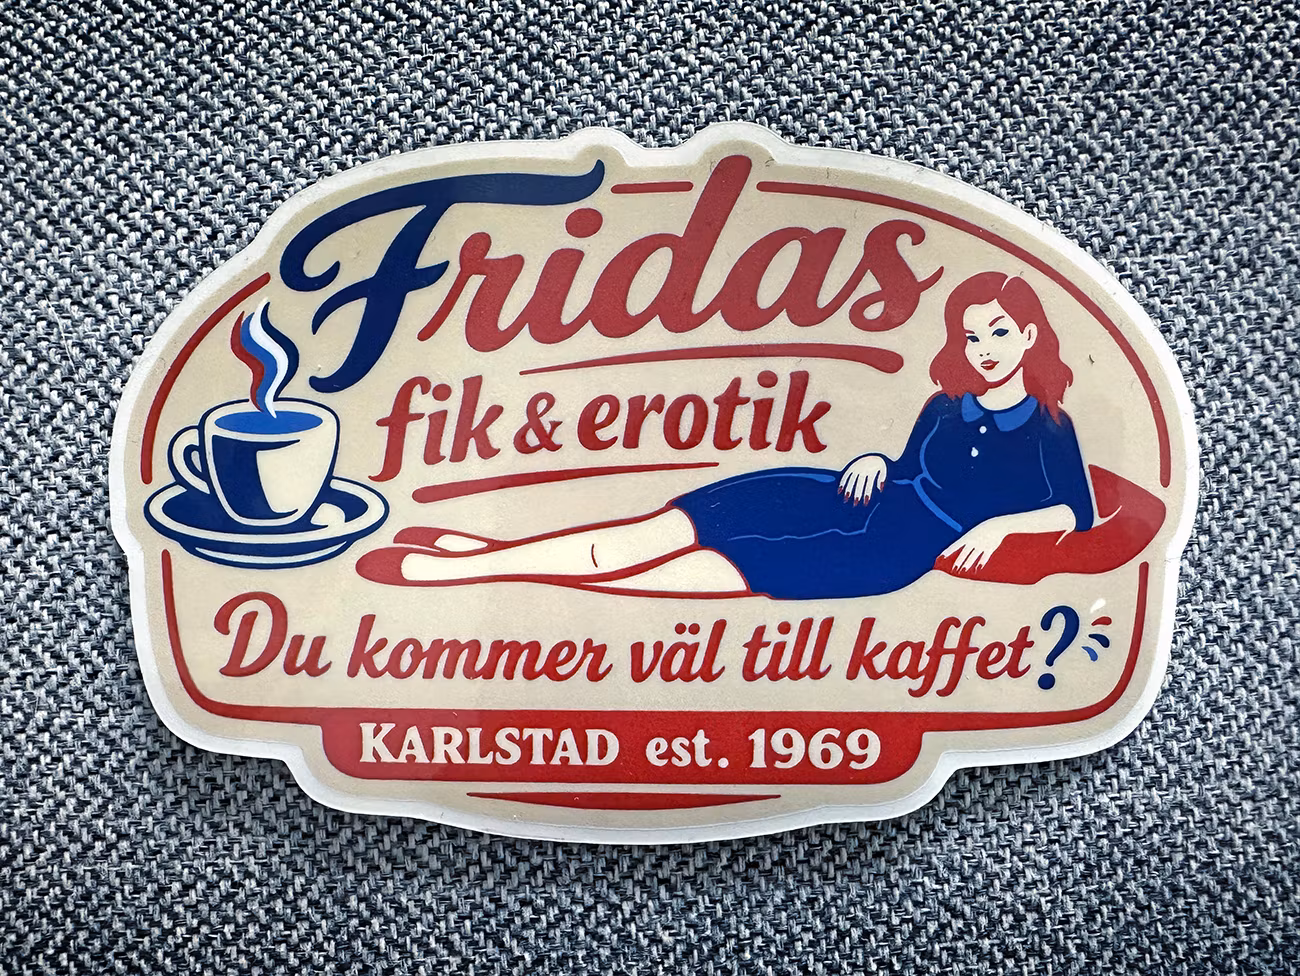 Fridas
fik & erotik
Du kommer väl till kaffet?
KARLSTAD est. 1969